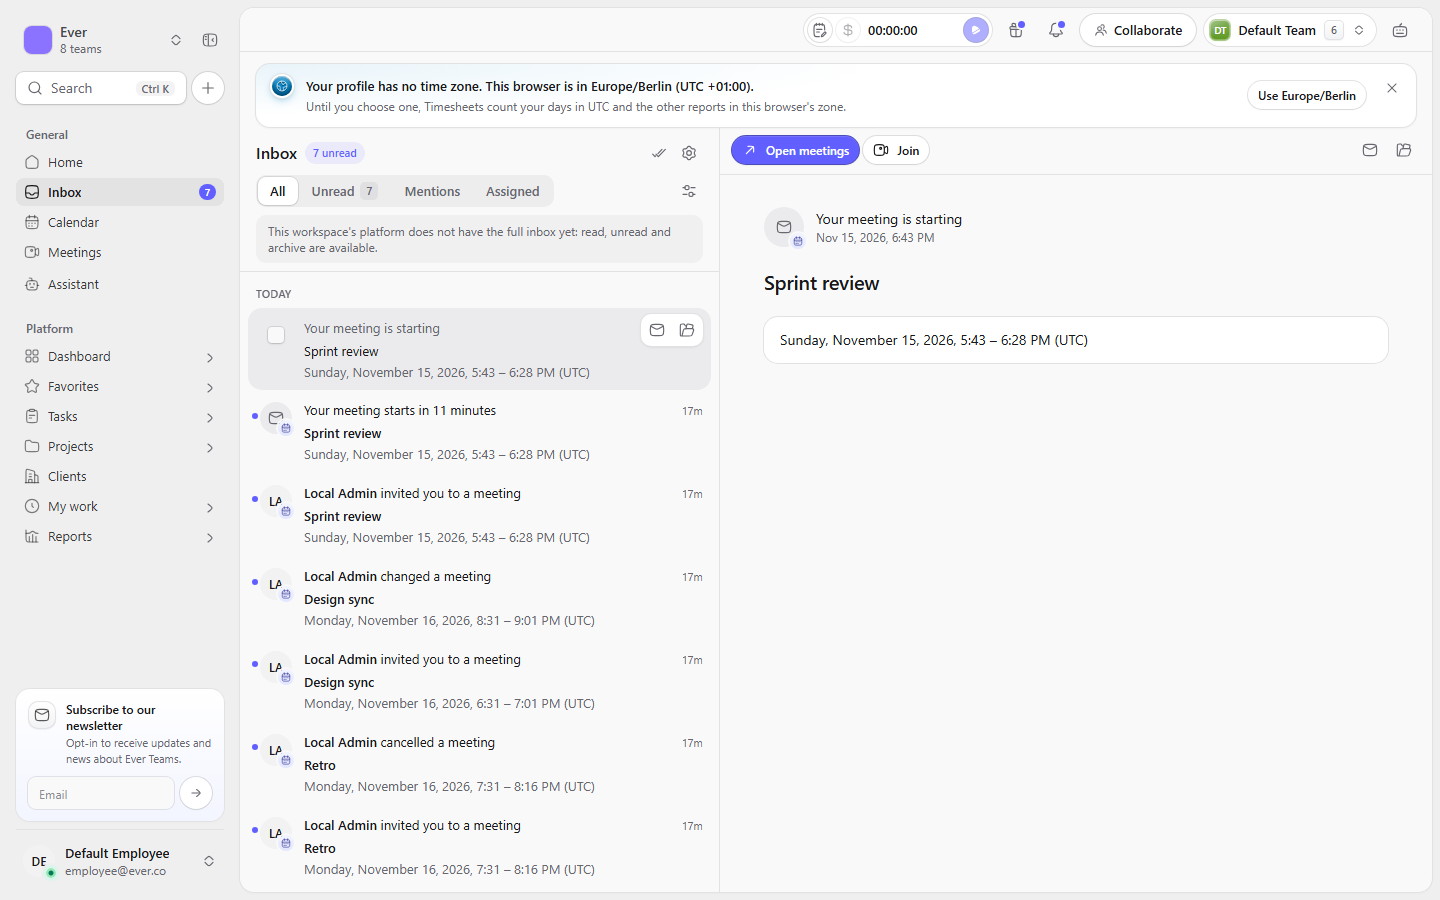 Ever
8 teams
Search
Ctrl K
General
Home
Inbox
7
Calendar
Meetings
Assistant
Platform
Dashboard
Favorites
Tasks
Projects
Clients
My work
Reports
Subscribe to our
newsletter
Opt-in to receive updates and
news about Ever Teams.
Email
DE
Default Employee
employee@ever.co
00:00:00
Collaborate
DT
Default Team
6
Your profile has no time zone. This browser is in Europe/Berlin (UTC +01:00).
Until you choose one, Timesheets count your days in UTC and the other reports in this browser's zone.
Use Europe/Berlin
Inbox
7 unread
All
Unread 7
Mentions
Assigned
This workspace's platform does not have the full inbox yet: read, unread and
archive are available.
TODAY
Your meeting is starting
Sprint review
Sunday, November 15, 2026, 5:43 – 6:28 PM (UTC)
Your meeting starts in 11 minutes
17m
Sprint review
Sunday, November 15, 2026, 5:43 – 6:28 PM (UTC)
LA
Local Admin invited you to a meeting
17m
Sprint review
Sunday, November 15, 2026, 5:43 – 6:28 PM (UTC)
LA
Local Admin changed a meeting
17m
Design sync
Monday, November 16, 2026, 8:31 – 9:01 PM (UTC)
LA
Local Admin invited you to a meeting
17m
Design sync
Monday, November 16, 2026, 6:31 – 7:01 PM (UTC)
LA
Local Admin cancelled a meeting
17m
Retro
Monday, November 16, 2026, 7:31 – 8:16 PM (UTC)
LA
Local Admin invited you to a meeting
17m
Retro
Monday, November 16, 2026, 7:31 – 8:16 PM (UTC)
Open meetings
Join
Your meeting is starting
Nov 15, 2026, 6:43 PM
Sprint review
Sunday, November 15, 2026, 5:43 – 6:28 PM (UTC)